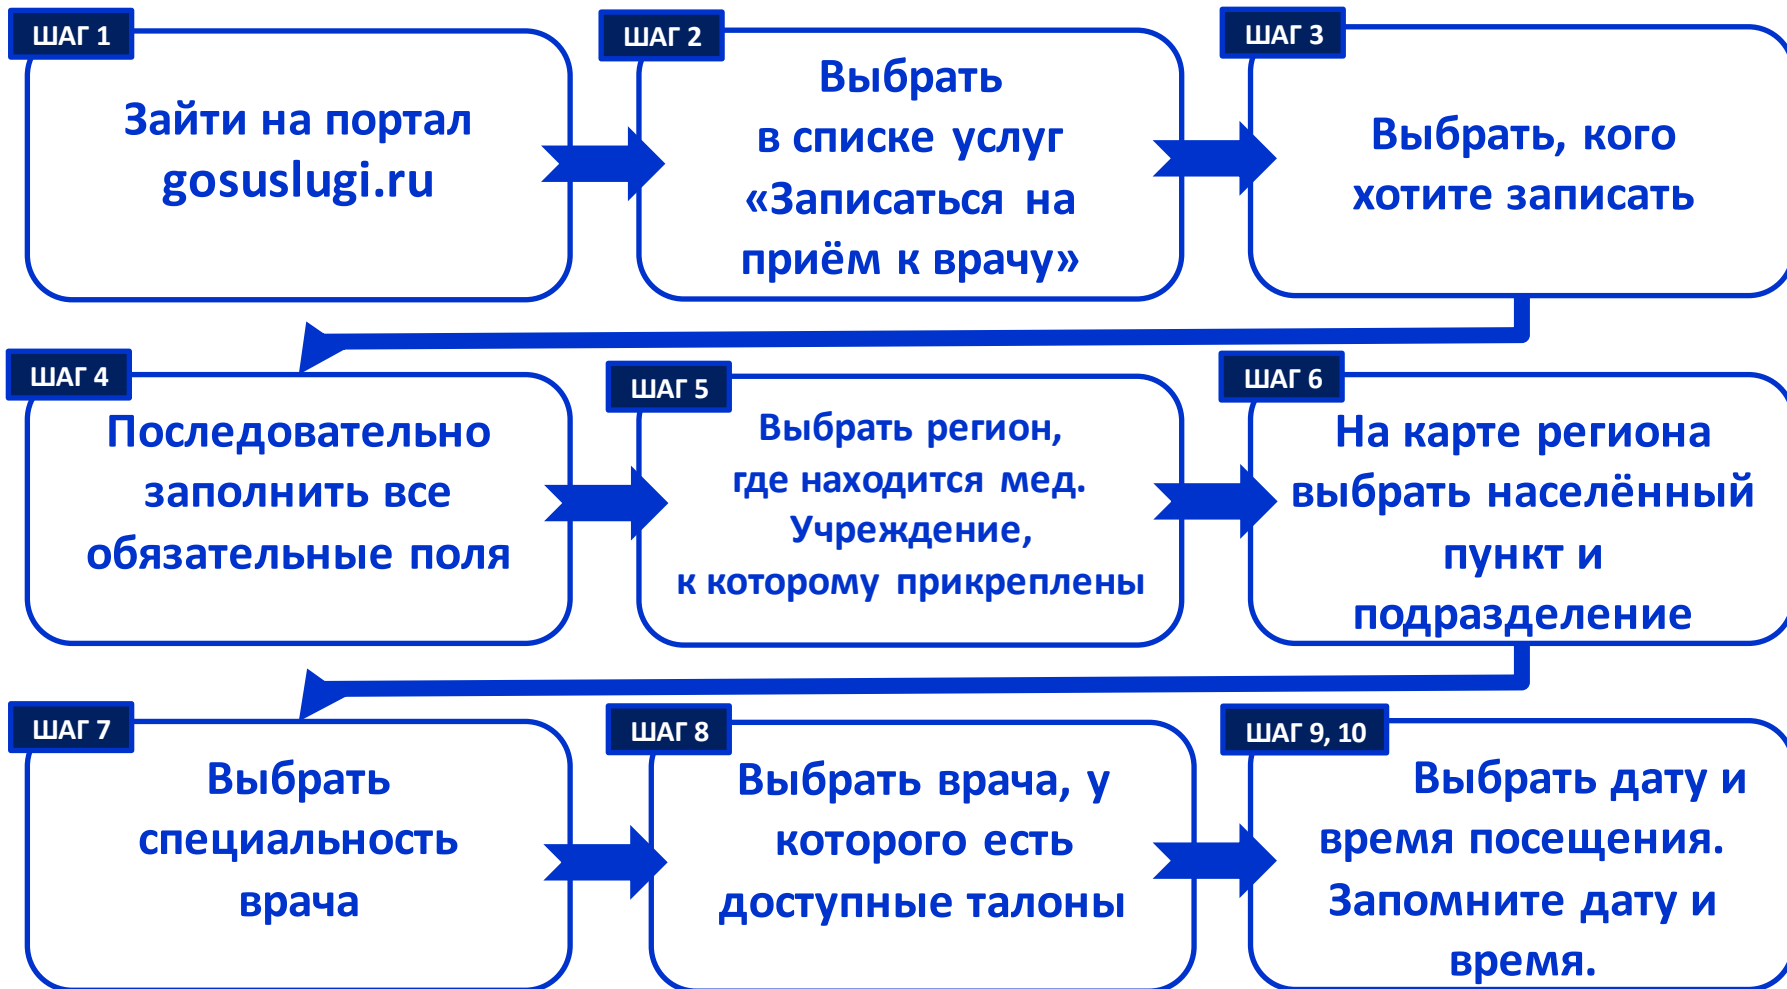 ШАГ 1
Зайти на портал
gosuslugi.ru
ШАГ 2
Выбрать
в списке услуг
«Записаться на
приём к врачу»
ШАГ 3
Выбрать, кого
хотите записать
ШАГ 4
Последовательно
заполнить все
обязательные поля
ШАГ 5
Выбрать регион,
где находится мед.
Учреждение,
к которому прикреплены
ШАГ 6
На карте региона
выбрать населённый
пункт и
подразделение
ШАГ 7
Выбрать
специальность
врача
ШАГ 8
Выбрать врача, у
которого есть
доступные талоны
ШАГ 9, 10
Выбрать дату и
время посещения.
Запомните дату и
время.